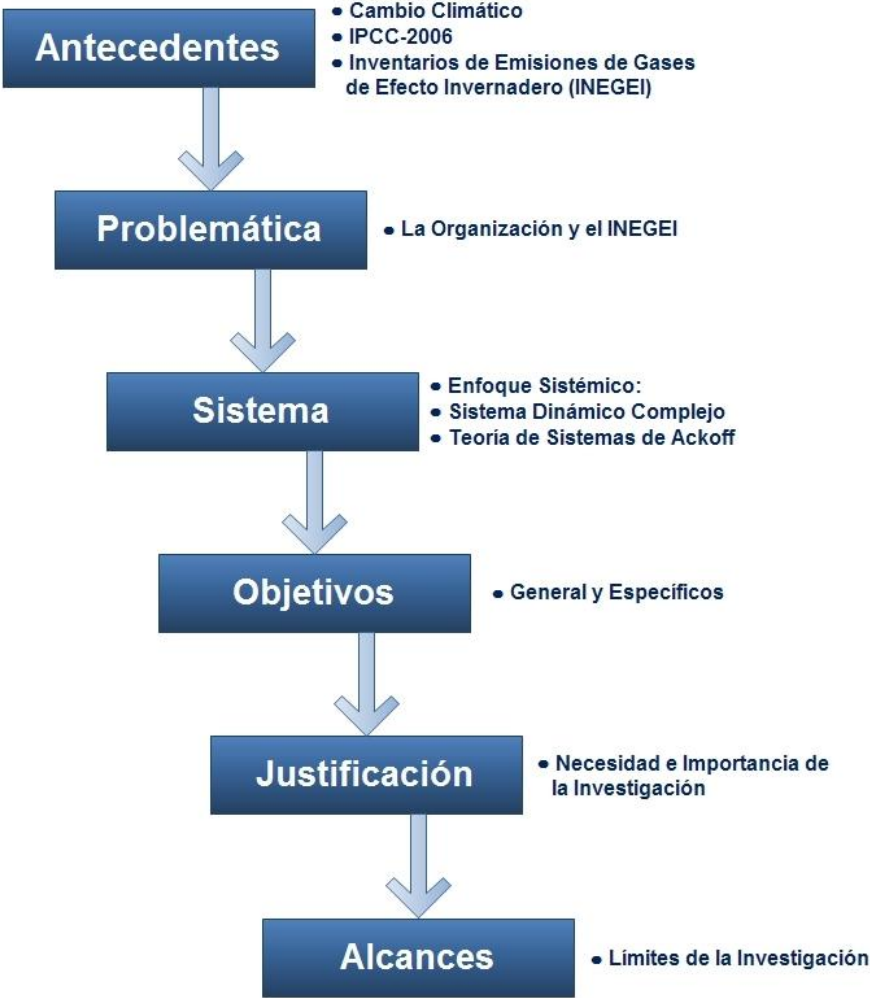 Antecedentes
• Cambio Climático
• IPCC-2006
• Inventarios de Emisiones de Gases
de Efecto Invernadero (INEGEI)
Problemática
• La Organización y el INEGEI
Sistema
• Enfoque Sistémico:
• Sistema Dinámico Complejo
• Teoría de Sistemas de Ackoff
Objetivos
• General y Específicos
Justificación
• Necesidad e Importancia de
la Investigación
Alcances
• Límites de la Investigación